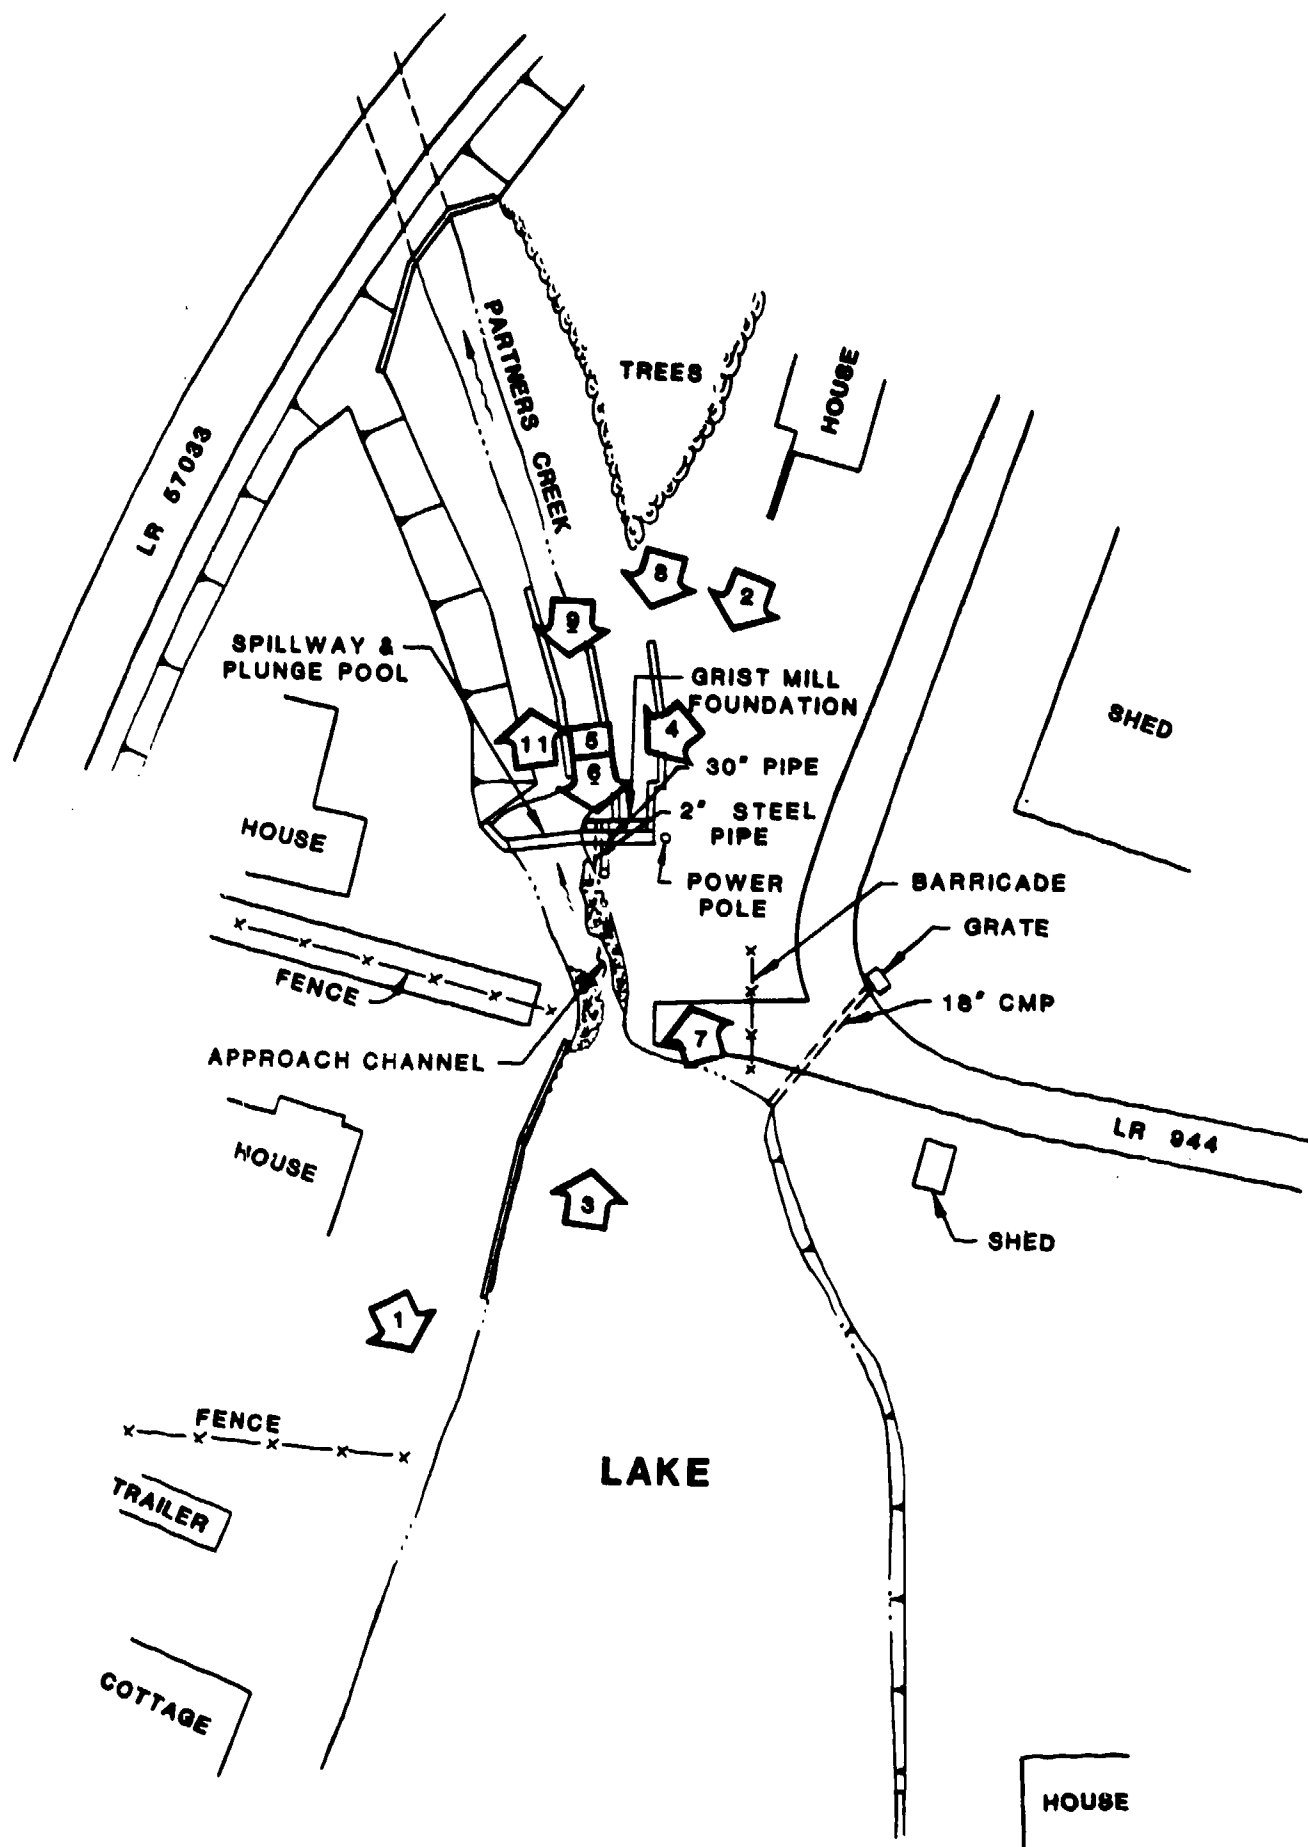 PARTNERS CREEK
TREES
HOUSE
LR 57033
8
2
9
SPILLWAY &
PLUNGE POOL
GRIST MILL
FOUNDATION
SHED
11
5
4
6
30" PIPE
2" STEEL
PIPE
HOUSE
POWER
POLE
BARRICADE
GRATE
FENCE
18" CMP
7
APPROACH CHANNEL
HOUSE
LR 944
3
SHED
1
FENCE
LAKE
TRAILER
COTTAGE
HOUSE